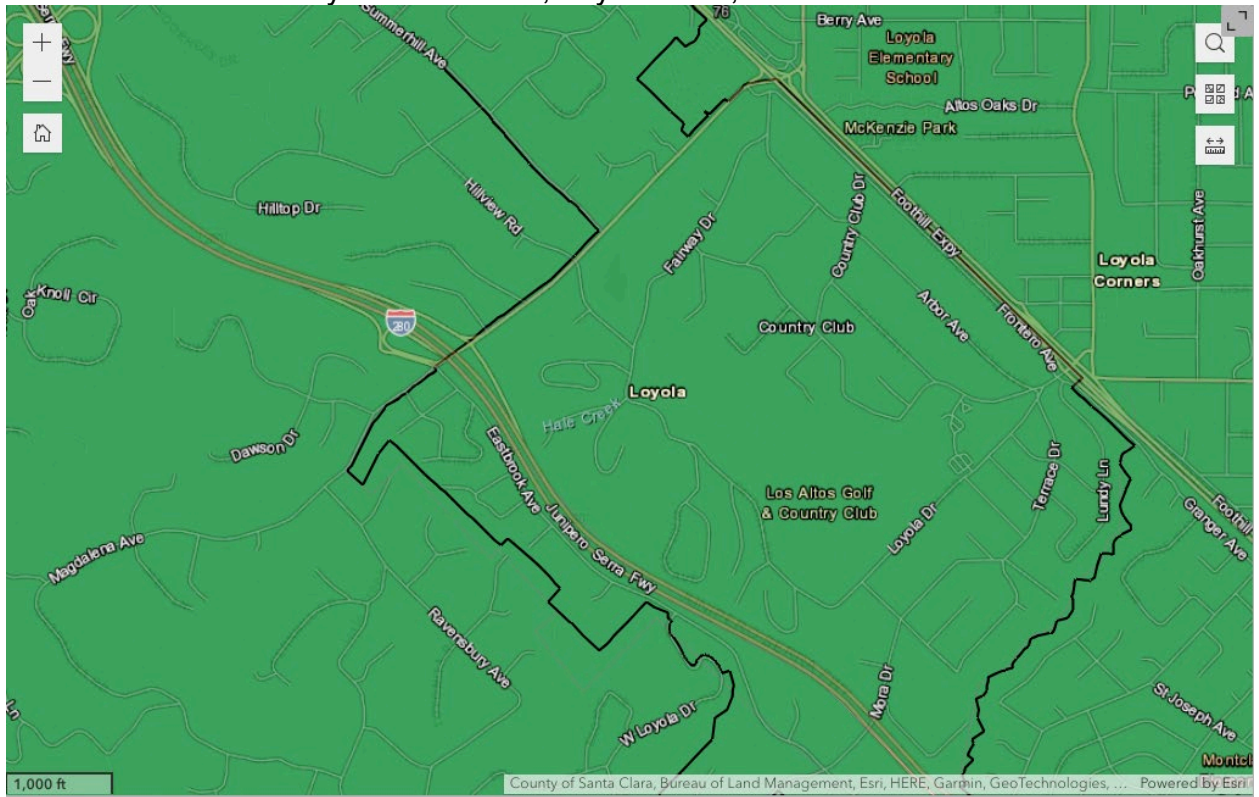 76
Berry Ave
Summerhill Ave
Loyola
Elementary
School
Altos Oaks Dr
McKenzie Park
Hilltop Dr
Hillview Rd
Fairway Dr
Country Club Dr
Foothill Expy
Oakhurst Ave
Loyola
Corners
Oak
Knoll Cir
280
Country Club
Arbor Ave
Frontero Ave
Loyola
Hale Creek
Dawson Dr
Eastbrook Ave
Terrace Dr
Lundy Ln
Los Altos Golf
& Country Club
Loyola Dr
Foothill
Granger Ave
Junipero Serra Fwy
Magdalena Ave
Ravensbury Ave
Mora Dr
St Joseph Ave
W Loyola Dr
Ln
Montcl
1,000 ft
County of Santa Clara, Bureau of Land Management, Esri, HERE, Garmin, GeoTechnologies, ...
Powered by Esri